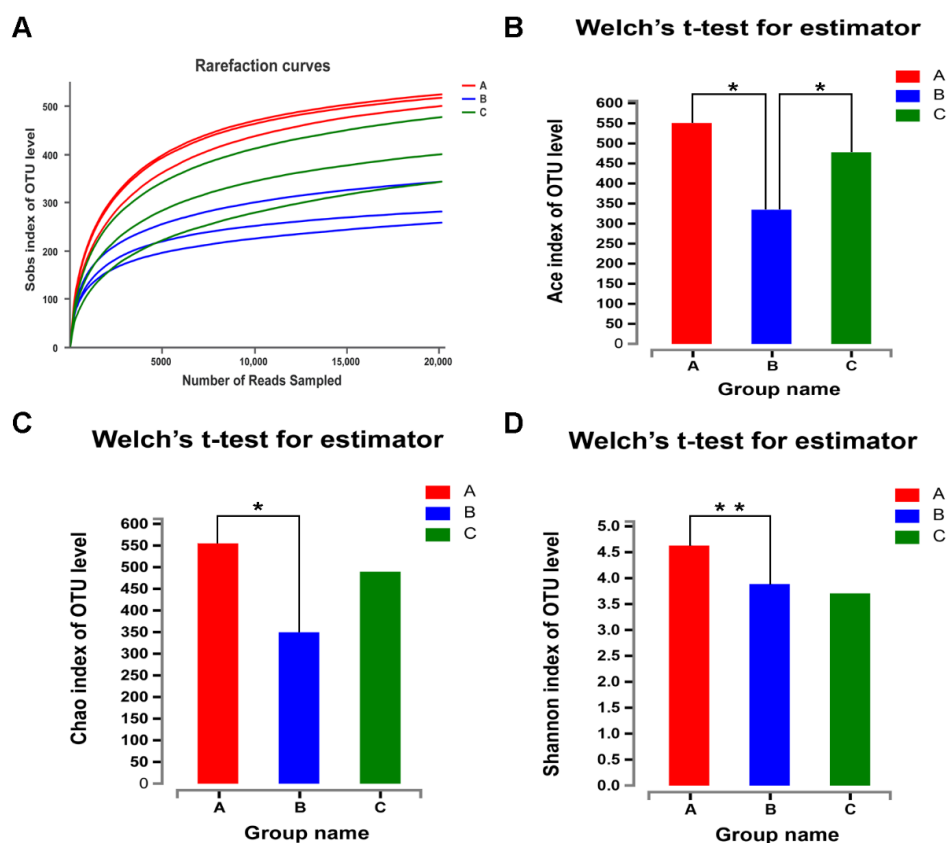 A
Rarefaction curves
A
B
C
Sobs index of OTU level
500
400
300
200
100
0
5000
10,000
15,000
20,000
Number of Reads Sampled
B
Welch's t-test for estimator
A
B
C
* *
Ace index of OTU level
600
550
500
450
400
350
300
250
200
150
100
50
0
A B C
Group name
C
Welch's t-test for estimator
A
B
C
*
Chao index of OTU level
600
550
500
450
400
350
300
250
200
150
100
50
0
A B C
Group name
D
Welch's t-test for estimator
A
B
C
* *
Shannon index of OTU level
5.0
4.5
4.0
3.5
3.0
2.5
2.0
1.5
1.0
0.5
0.0
A B C
Group name